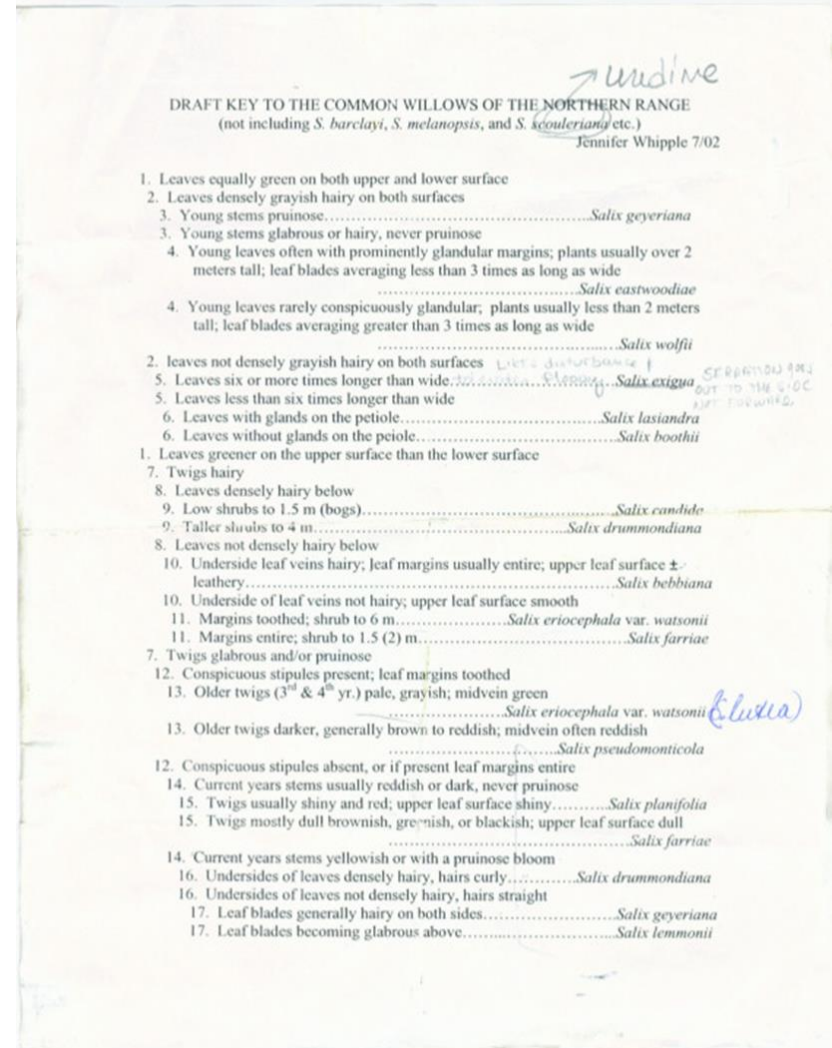 undine
DRAFT KEY TO THE COMMON WILLOWS OF THE NORTHERN RANGE
(not including S. barclayi, S. melanopsis, and S. scouleriana etc.)
Jennifer Whipple 7/02
1. Leaves equally green on both upper and lower surface
2. Leaves densely grayish hairy on both surfaces
3. Young stems pruinose..........Salix geyeriana
3. Young stems glabrous or hairy, never pruinose
4. Young leaves often with prominently glandular margins; plants usually over 2
meters tall; leaf blades averaging less than 3 times as long as wide
..........Salix eastwoodiae
4. Young leaves rarely conspicuously glandular; plants usually less than 2 meters
tall; leaf blades averaging greater than 3 times as long as wide
..........Salix wolfii
2. leaves not densely grayish hairy on both surfaces Likes disturbance &
5. Leaves six or more times longer than wide..........flooding Salix exigua SERRATION GOES
OUT TO THE SIDE
NOT FORWARD.
5. Leaves less than six times longer than wide
6. Leaves with glands on the petiole..........Salix lasiandra
6. Leaves without glands on the peiole..........Salix boothii
1. Leaves greener on the upper surface than the lower surface
7. Twigs hairy
8. Leaves densely hairy below
9. Low shrubs to 1.5 m (bogs)..........Salix candide
9. Taller shrubs to 4 m..........Salix drummondiana
8. Leaves not densely hairy below
10. Underside leaf veins hairy; leaf margins usually entire; upper leaf surface ±
leathery..........Salix bebbiana
10. Underside of leaf veins not hairy; upper leaf surface smooth
11. Margins toothed; shrub to 6 m..........Salix eriocephala var. watsonii
11. Margins entire; shrub to 1.5 (2) m..........Salix farriae
7. Twigs glabrous and/or pruinose
12. Conspicuous stipules present; leaf margins toothed
13. Older twigs (3rd & 4th yr.) pale, grayish; midvein green
..........Salix eriocephala var. watsonii (S. lutea)
13. Older twigs darker, generally brown to reddish; midvein often reddish
..........Salix pseudomonticola
12. Conspicuous stipules absent, or if present leaf margins entire
14. Current years stems usually reddish or dark, never pruinose
15. Twigs usually shiny and red; upper leaf surface shiny..........Salix planifolia
15. Twigs mostly dull brownish, greenish, or blackish; upper leaf surface dull
..........Salix farriae
14. Current years stems yellowish or with a pruinose bloom
16. Undersides of leaves densely hairy, hairs curly..........Salix drummondiana
16. Undersides of leaves not densely hairy, hairs straight
17. Leaf blades generally hairy on both sides..........Salix geyeriana
17. Leaf blades becoming glabrous above..........Salix lemmonii